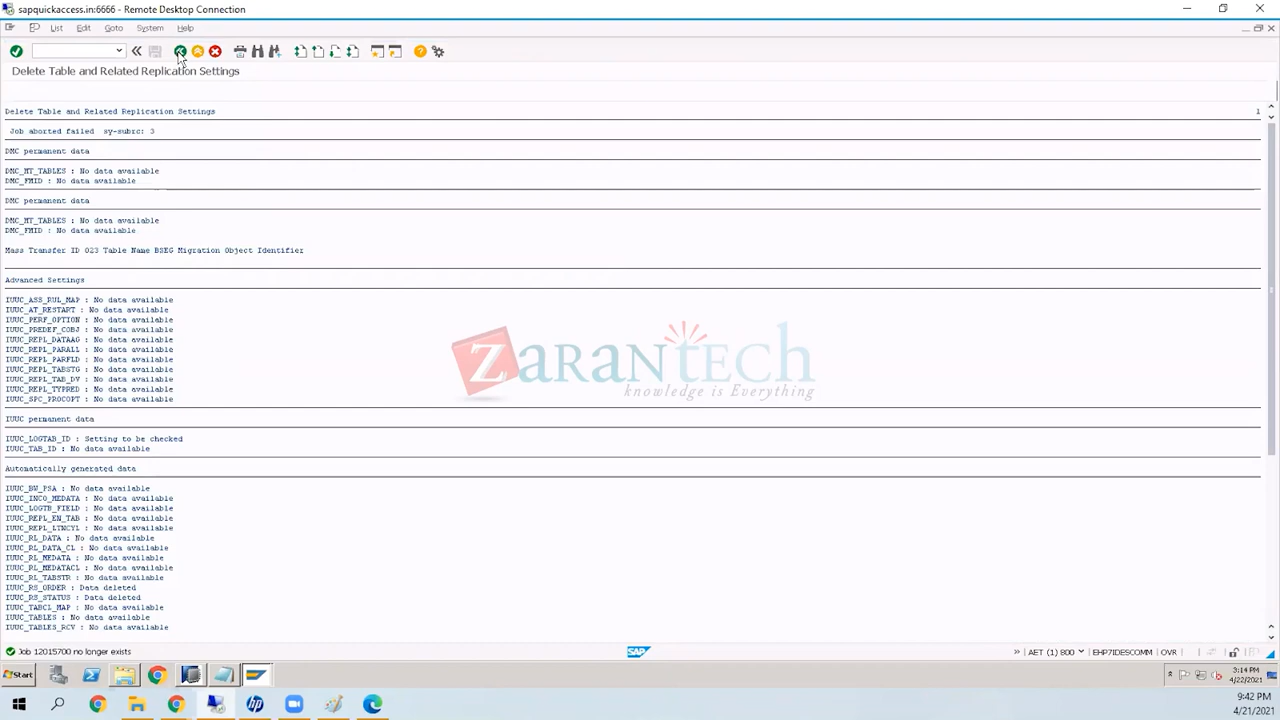 sapquickaccess.in:6666 - Remote Desktop Connection
List Edit Goto System Help
Delete Table and Related Replication Settings
Delete Table and Related Replication Settings 1
Job aborted failed sy-subrc: 3
DMC permanent data
DMC_MT_TABLES : No data available
DMC_FMID : No data available
DMC permanent data
DMC_MT_TABLES : No data available
DMC_FMID : No data available
Mass Transfer ID 023 Table Name BSEG Migration Object Identifier
Advanced Settings
IUUC_ASS_RUL_MAP : No data available
IUUC_AT_RESTART : No data available
IUUC_PERF_OPTION : No data available
IUUC_PREDEF_COBJ : No data available
IUUC_REPL_DATAAG : No data available
IUUC_REPL_PARALL : No data available
IUUC_REPL_PARFLD : No data available
IUUC_REPL_TABSTG : No data available
IUUC_REPL_TAB_DV : No data available
IUUC_REPL_TYPRED : No data available
IUUC_SPC_PROCOPT : No data available
zaranTech
knowledge is Everything
IUUC permanent data
IUUC_LOGTAB_ID : Setting to be checked
IUUC_TAB_ID : No data available
Automatically generated data
IUUC_BW_PSA : No data available
IUUC_INCO_MEDATA : No data available
IUUC_LOGTB_FIELD : No data available
IUUC_REPL_EN_TAB : No data available
IUUC_REPL_LTNCYL : No data available
IUUC_RL_DATA : No data available
IUUC_RL_DATA_CL : No data available
IUUC_RL_MEDATA : No data available
IUUC_RL_MEDATACL : No data available
IUUC_RL_TABSTR : No data available
IUUC_RS_ORDER : Data deleted
IUUC_RS_STATUS : Data deleted
IUUC_TABCL_MAP : No data available
IUUC_TABLES : No data available
IUUC_TABLES_RCV : No data available
Job 12015700 no longer exists SAP AET (1) 800 EHP7IDESCOMM OVR
Start 3:14 PM
4/22/2021
9:42 PM
4/21/2021